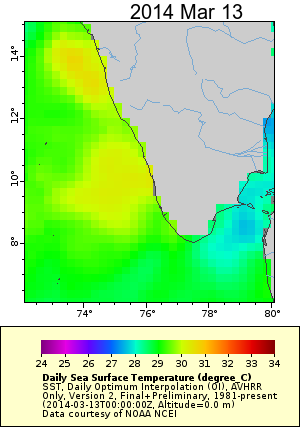 2014 Mar 13
14°
12°
10°
8°
74° 76° 78° 80°
24 25 26 27 28 29 30 31 32 33 34
Daily Sea Surface Temperature (degree_C)
SST, Daily Optimum Interpolation (OI), AVHRR
Only, Version 2, Final+Preliminary, 1981-present
(2014-03-13T00:00:00Z, Altitude=0.0 m)
Data courtesy of NOAA NCEI